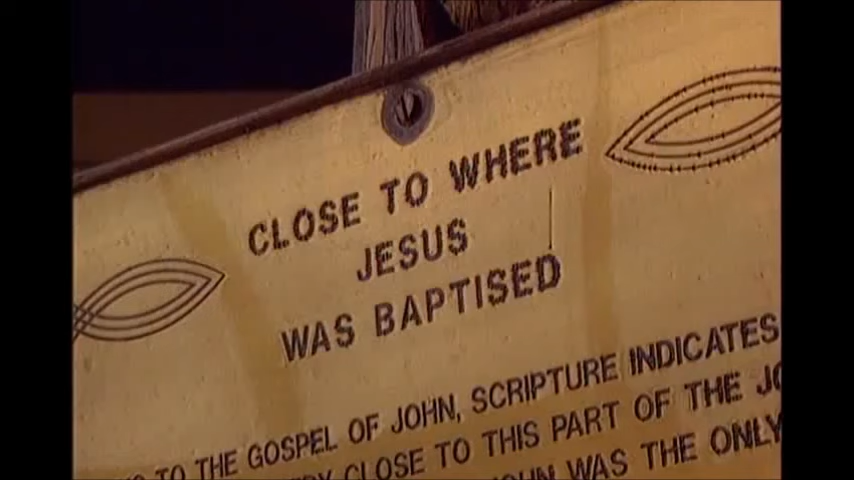 CLOSE TO WHERE
JESUS
WAS BAPTISED
TO THE GOSPEL OF JOHN, SCRIPTURE INDICATES
CLOSE TO THIS PART OF THE
WAS THE ONLY